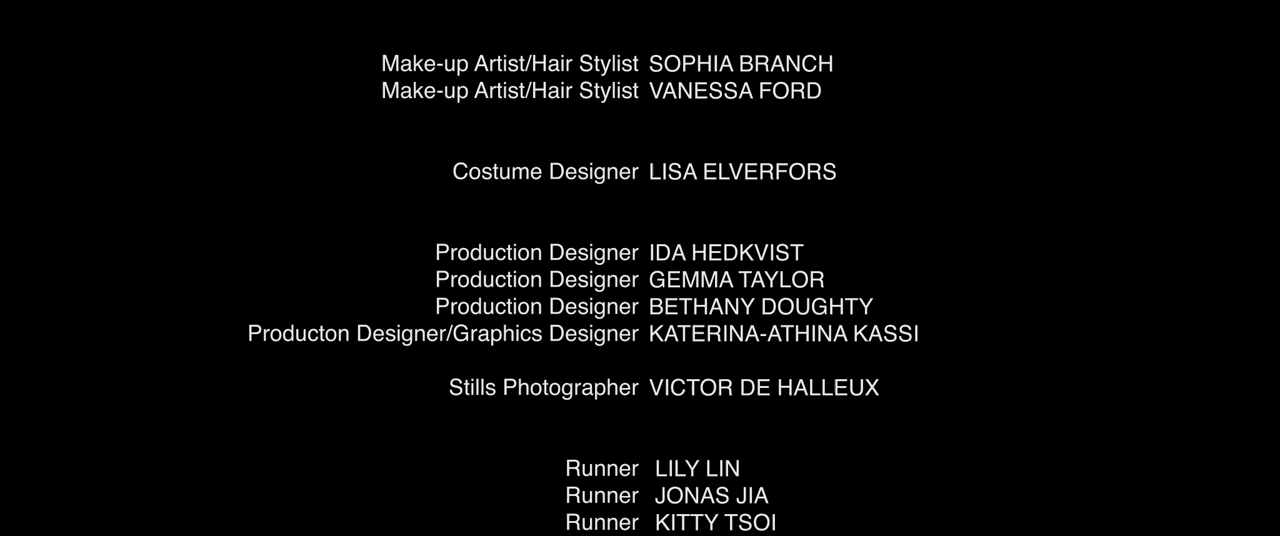 Make-up Artist/Hair Stylist SOPHIA BRANCH
Make-up Artist/Hair Stylist VANESSA FORD
Costume Designer LISA ELVERFORS
Production Designer IDA HEDKVIST
Production Designer GEMMA TAYLOR
Production Designer BETHANY DOUGHTY
Producton Designer/Graphics Designer KATERINA-ATHINA KASSI
Stills Photographer VICTOR DE HALLEUX
Runner LILY LIN
Runner JONAS JIA
Runner KITTY TSOI